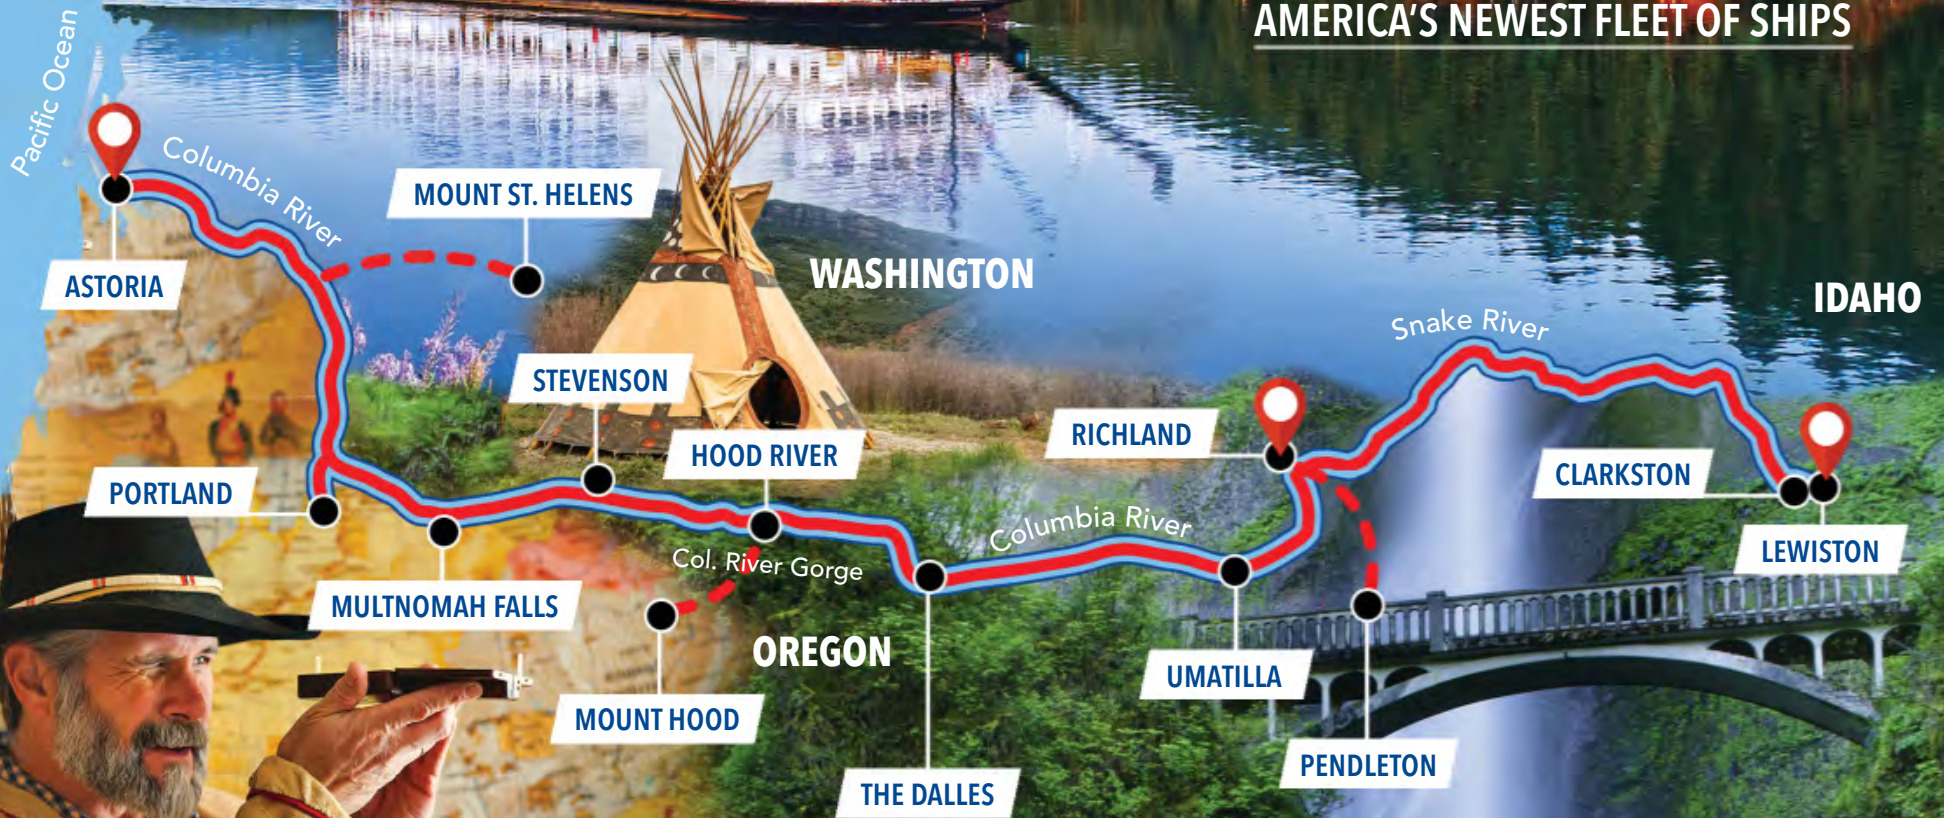 AMERICA'S NEWEST FLEET OF SHIPS
Pacific Ocean
Columbia River
MOUNT ST. HELENS
ASTORIA
WASHINGTON
IDAHO
Snake River
STEVENSON
RICHLAND
HOOD RIVER
CLARKSTON
PORTLAND
Columbia River
LEWISTON
Col. River Gorge
MULTNOMAH FALLS
OREGON
UMATILLA
MOUNT HOOD
PENDLETON
THE DALLES